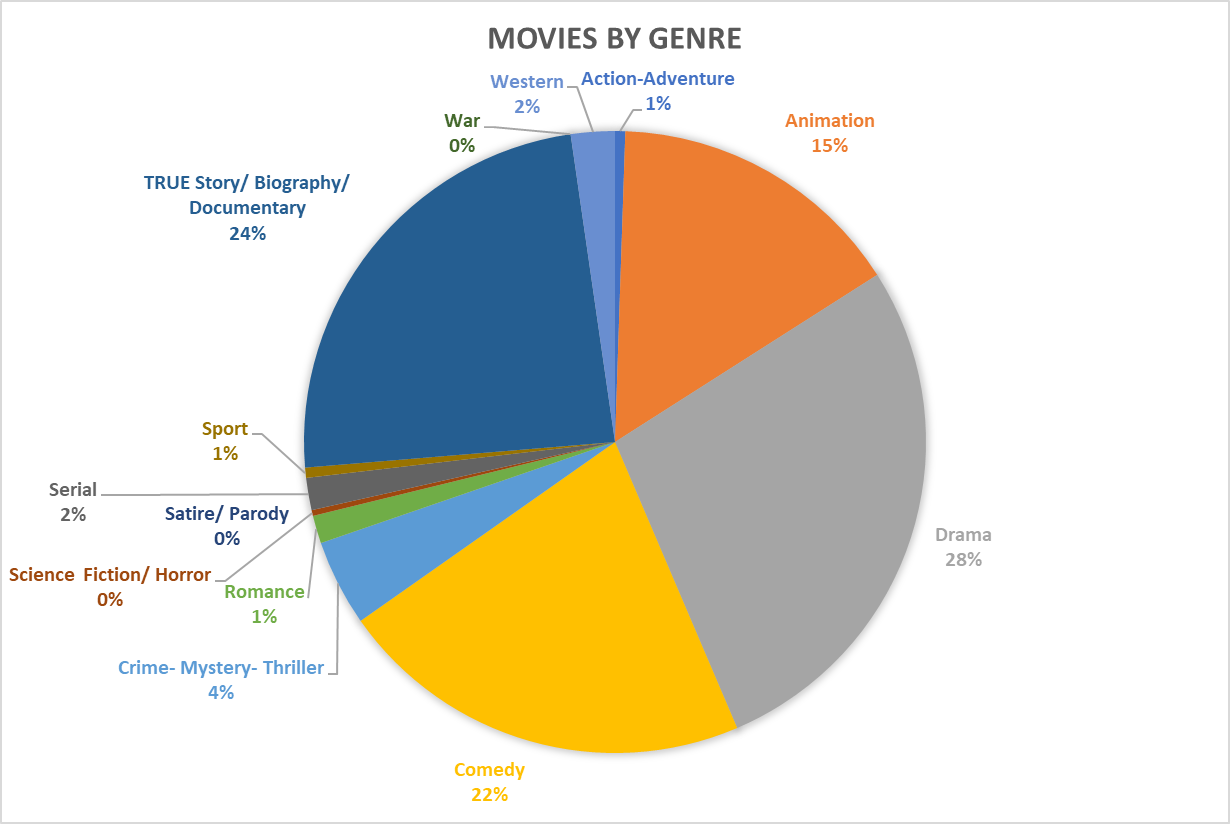 MOVIES BY GENRE
Western
2%
Action-Adventure
1%
War
0%
Animation
15%
TRUE Story/ Biography/
Documentary
24%
Sport
1%
Serial
2%
Satire/ Parody
0%
Drama
28%
Science Fiction/ Horror
0%
Romance
1%
Crime- Mystery- Thriller
4%
Comedy
22%